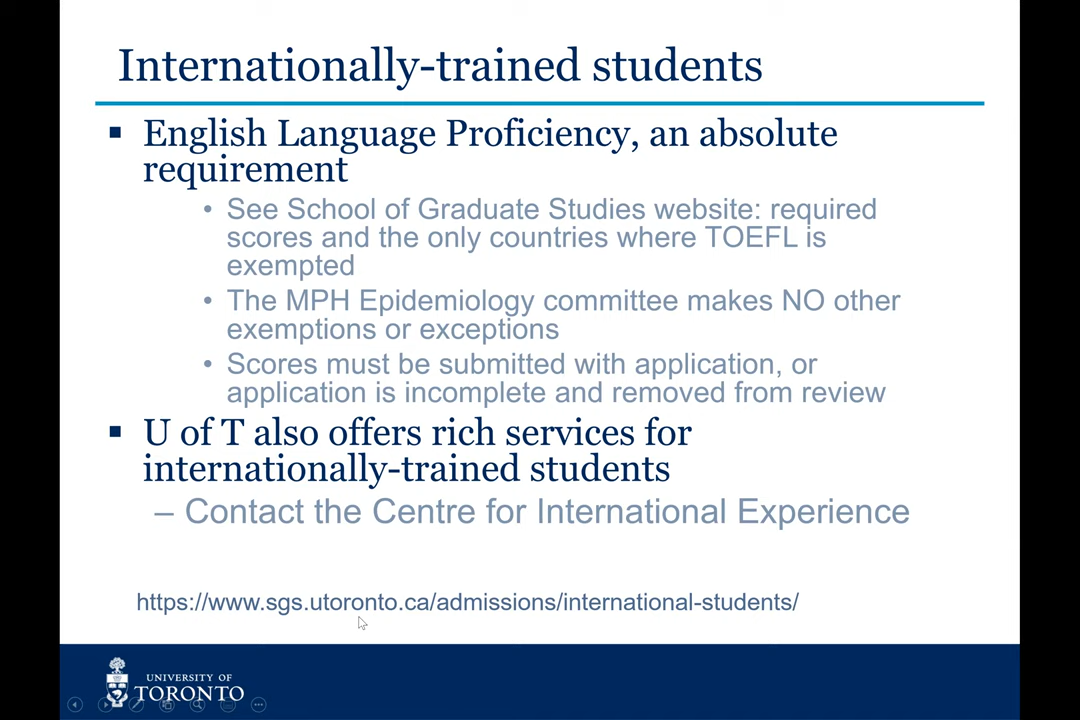 Internationally-trained students
▪ English Language Proficiency, an absolute
requirement
• See School of Graduate Studies website: required
scores and the only countries where TOEFL is
exempted
• The MPH Epidemiology committee makes NO other
exemptions or exceptions
• Scores must be submitted with application, or
application is incomplete and removed from review
▪ U of T also offers rich services for
internationally-trained students
– Contact the Centre for International Experience
https://www.sgs.utoronto.ca/admissions/international-students/
UNIVERSITY OF
TORONTO